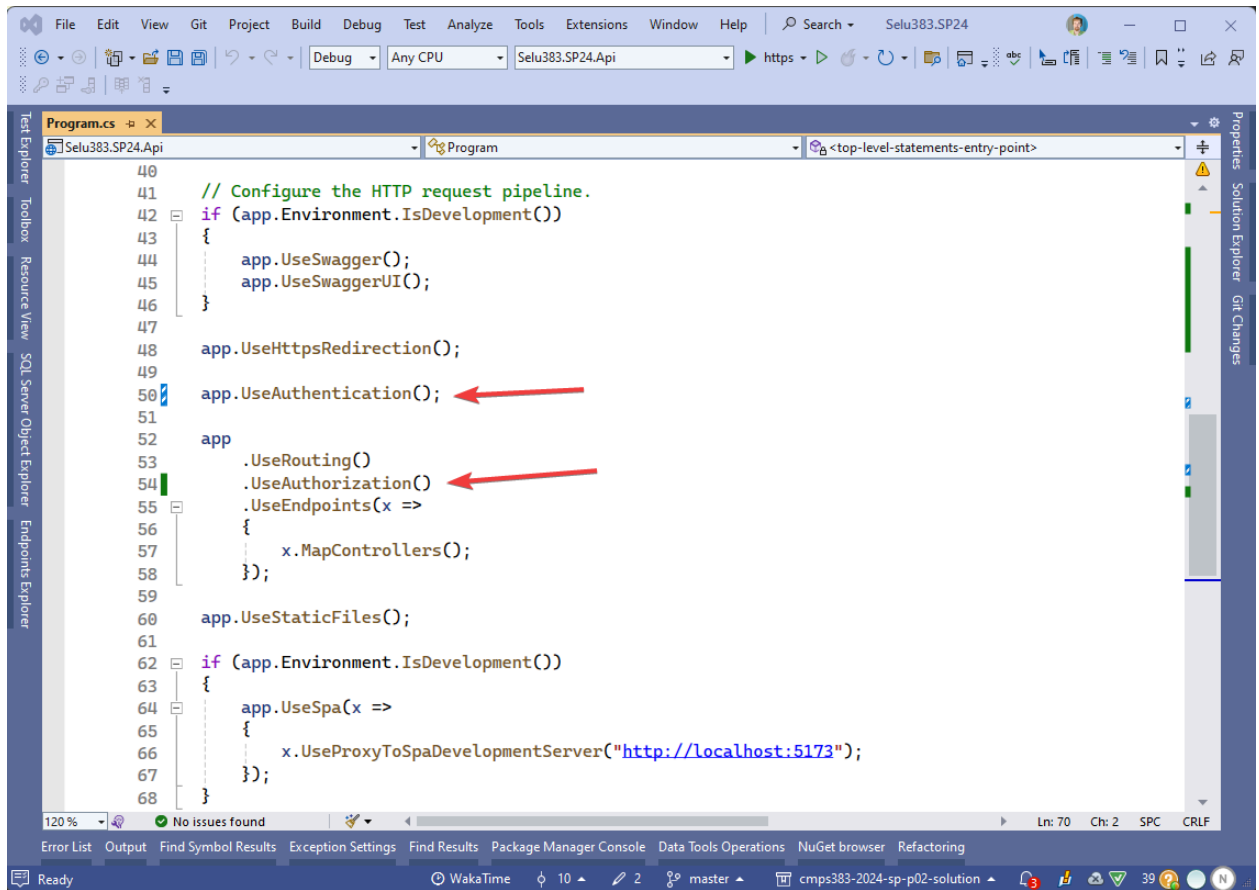 File Edit View Git Project Build Debug Test Analyze Tools Extensions Window Help Search Selu383.SP24
Debug Any CPU Selu383.SP24.Api https abc
Program.cs
Selu383.SP24.Api Program <top-level-statements-entry-point>
Test Explorer
Toolbox
Resource View
SQL Server Object Explorer
Endpoints Explorer
40
41 // Configure the HTTP request pipeline.
42 if (app.Environment.IsDevelopment())
43 {
44 app.UseSwagger();
45 app.UseSwaggerUI();
46 }
47
48 app.UseHttpsRedirection();
49
50 app.UseAuthentication();
51
52 app
53 .UseRouting()
54 .UseAuthorization()
55 .UseEndpoints(x =>
56 {
57 x.MapControllers();
58 });
59
60 app.UseStaticFiles();
61
62 if (app.Environment.IsDevelopment())
63 {
64 app.UseSpa(x =>
65 {
66 x.UseProxyToSpaDevelopmentServer("http://localhost:5173");
67 });
68 }
Properties
Solution Explorer
Git Changes
120 % No issues found Ln: 70 Ch: 2 SPC CRLF
Error List Output Find Symbol Results Exception Settings Find Results Package Manager Console Data Tools Operations NuGet browser Refactoring
Ready WakaTime 10 2 master cmps383-2024-sp-p02-solution 3 39 N